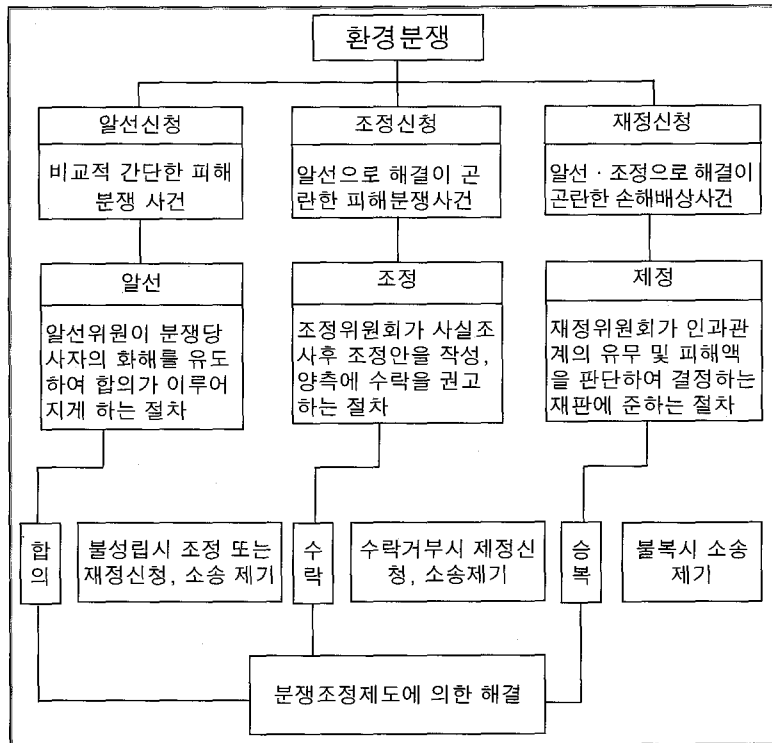 환경분쟁
알선신청
비교적 간단한 피해
분쟁 사건
조정신청
알선으로 해결이 곤
란한 피해분쟁사건
재정신청
알선 · 조정으로 해결이
곤란한 손해배상사건
알선
알선위원이 분쟁당
사자의 화해를 유도
하여 합의가 이루어
지게 하는 절차
조정
조정위원회가 사실조
사후 조정안을 작성,
양측에 수락을 권고
하는 절차
제정
재정위원회가 인과관
계의 유무 및 피해액
을 판단하여 결정하는
재판에 준하는 절차
합
의
불성립시 조정 또는
재정신청, 소송 제기
수
락
수락거부시 제정신
청, 소송제기
승
복
불복시 소송
제기
분쟁조정제도에 의한 해결